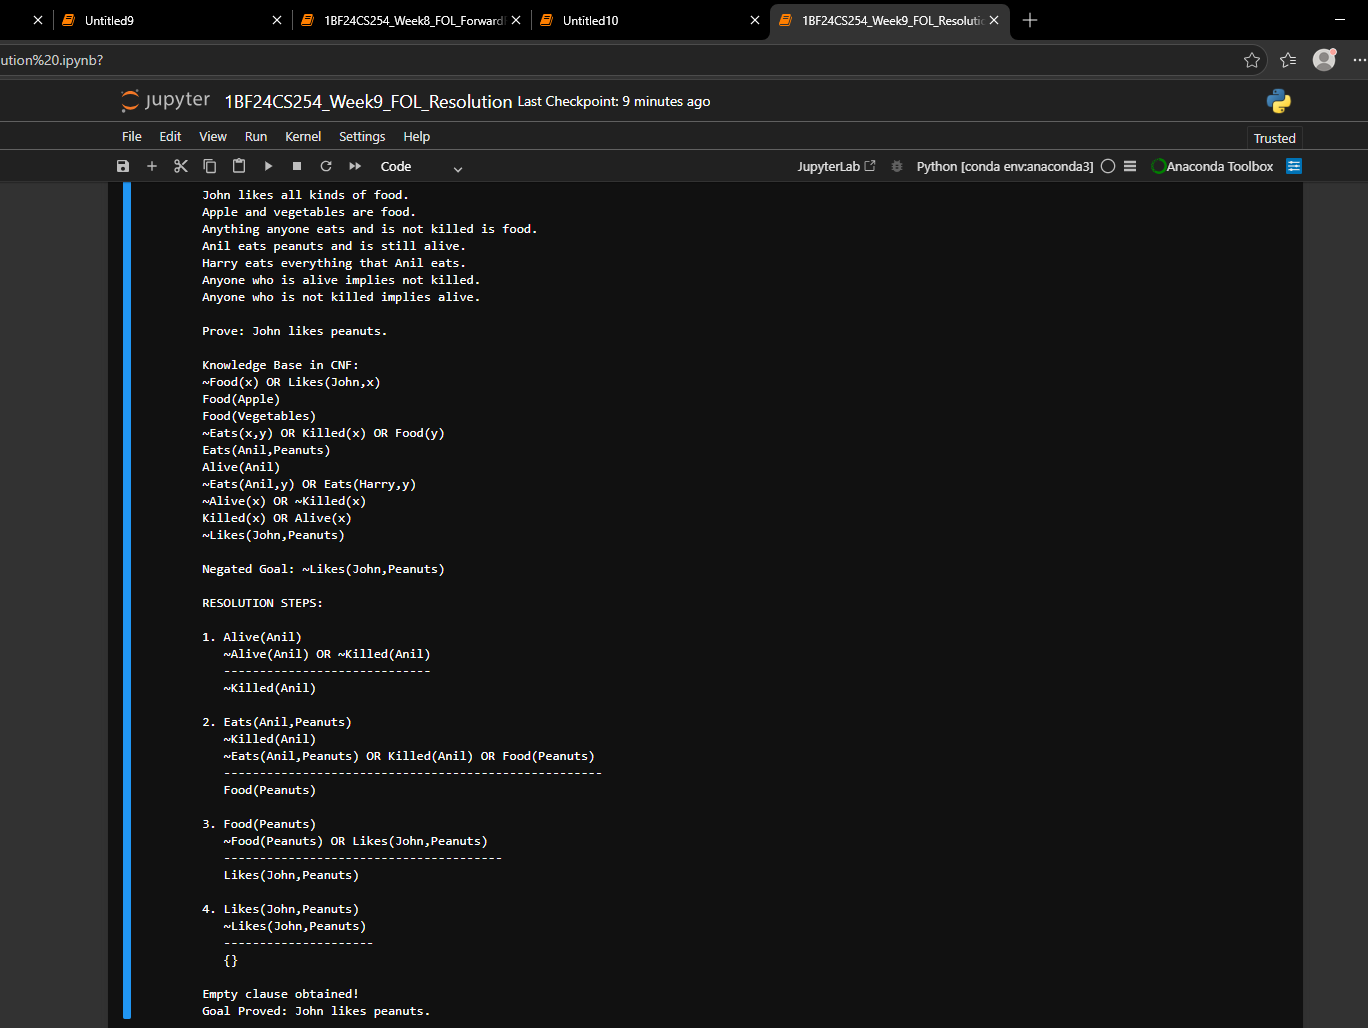 Untitled9
1BF24CS254_Week8_FOL_Forward
Untitled10
1BF24CS254_Week9_FOL_Resolutio
ution%20.ipynb?
jupyter 1BF24CS254_Week9_FOL_Resolution Last Checkpoint: 9 minutes ago
File Edit View Run Kernel Settings Help
Trusted
Code
JupyterLab
Python [conda env:anaconda3]
Anaconda Toolbox
John likes all kinds of food.
Apple and vegetables are food.
Anything anyone eats and is not killed is food.
Anil eats peanuts and is still alive.
Harry eats everything that Anil eats.
Anyone who is alive implies not killed.
Anyone who is not killed implies alive.
Prove: John likes peanuts.
Knowledge Base in CNF:
~Food(x) OR Likes(John,x)
Food(Apple)
Food(Vegetables)
~Eats(x,y) OR Killed(x) OR Food(y)
Eats(Anil,Peanuts)
Alive(Anil)
~Eats(Anil,y) OR Eats(Harry,y)
~Alive(x) OR ~Killed(x)
Killed(x) OR Alive(x)
~Likes(John,Peanuts)
Negated Goal: ~Likes(John,Peanuts)
RESOLUTION STEPS:
1. Alive(Anil)
~Alive(Anil) OR ~Killed(Anil)
-----------------------------
~Killed(Anil)
2. Eats(Anil,Peanuts)
~Killed(Anil)
~Eats(Anil,Peanuts) OR Killed(Anil) OR Food(Peanuts)
-----------------------------------------------------
Food(Peanuts)
3. Food(Peanuts)
~Food(Peanuts) OR Likes(John,Peanuts)
---------------------------------------
Likes(John,Peanuts)
4. Likes(John,Peanuts)
~Likes(John,Peanuts)
---------------------
{}
Empty clause obtained!
Goal Proved: John likes peanuts.